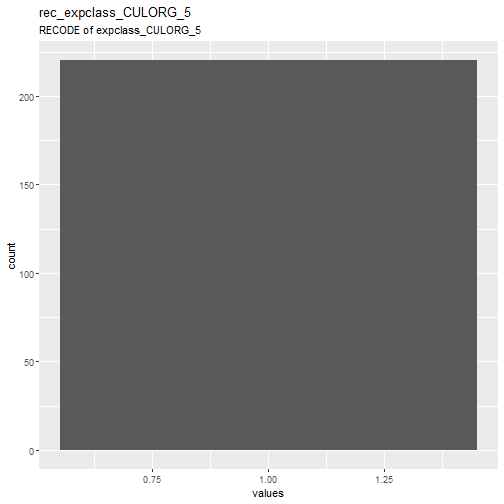 rec_expclass_CULORG_5
RECODE of expclass_CULORG_5
count
200
150
100
50
0
0.75 1.00 1.25
values